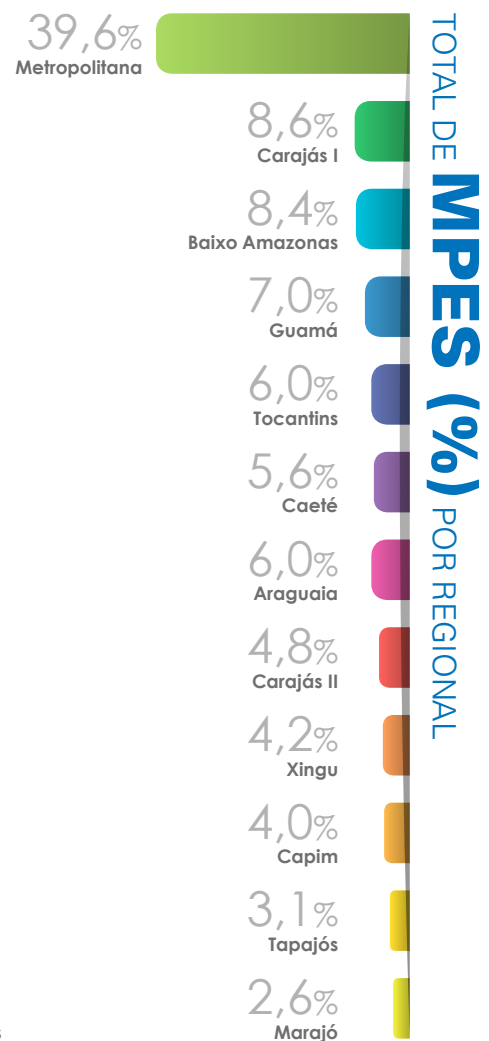 TOTAL DE MPES (%) POR REGIONAL
39,6%
Metropolitana
8,6%
Carajás I
8,4%
Baixo Amazonas
7,0%
Guamá
6,0%
Tocantins
5,6%
Caeté
6,0%
Araguaia
4,8%
Carajás II
4,2%
Xingu
4,0%
Capim
3,1%
Tapajós
2,6%
Marajó